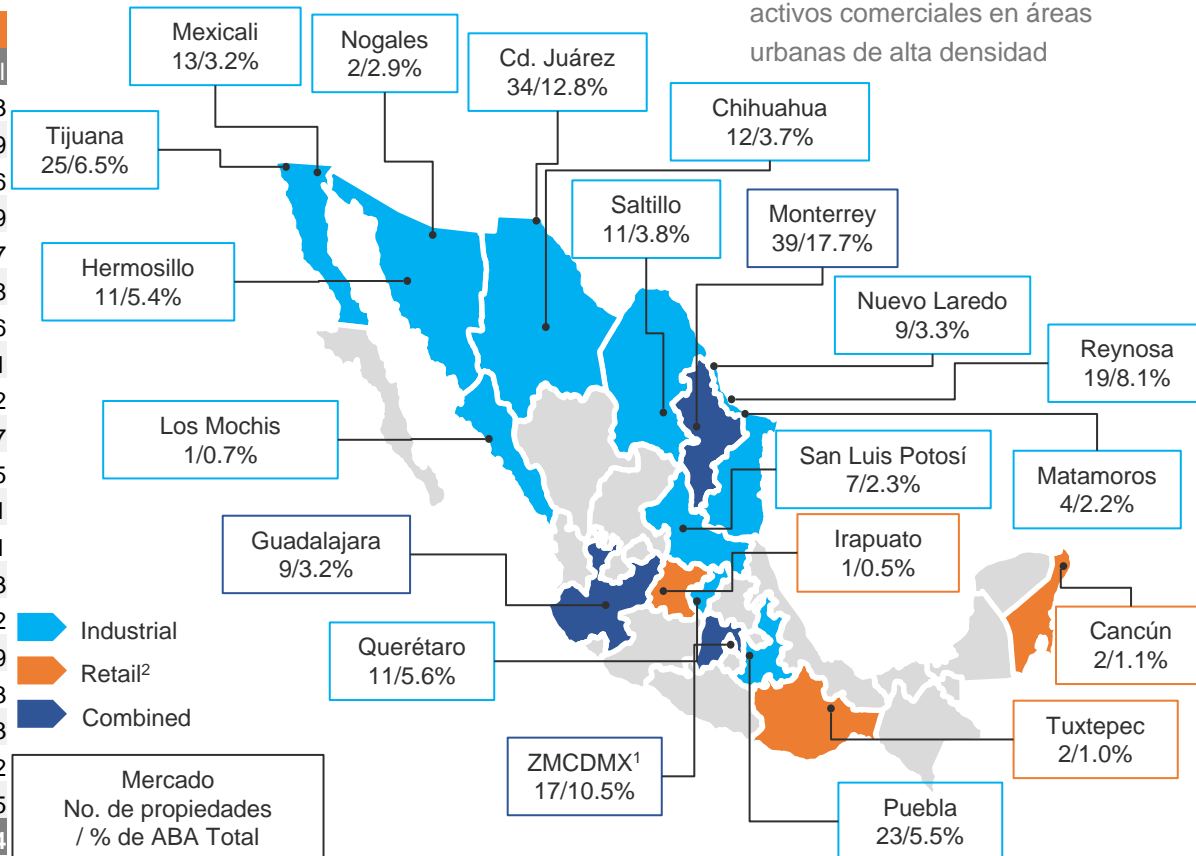 activos comerciales en áreas
urbanas de alta densidad
Mexicali
13/3.2%
Nogales
2/2.9%
Cd. Juárez
34/12.8%
Chihuahua
12/3.7%
Tijuana
25/6.5%
Saltillo
11/3.8%
Monterrey
39/17.7%
Hermosillo
11/5.4%
Nuevo Laredo
9/3.3%
Reynosa
19/8.1%
Los Mochis
1/0.7%
San Luis Potosí
7/2.3%
Matamoros
4/2.2%
Guadalajara
9/3.2%
Irapuato
1/0.5%
Cancún
2/1.1%
Querétaro
11/5.6%
Tuxtepec
2/1.0%
ZMCDMX¹
17/10.5%
Puebla
23/5.5%
Industrial
Retail²
Combined
Mercado
No. de propiedades
/ % de ABA Total